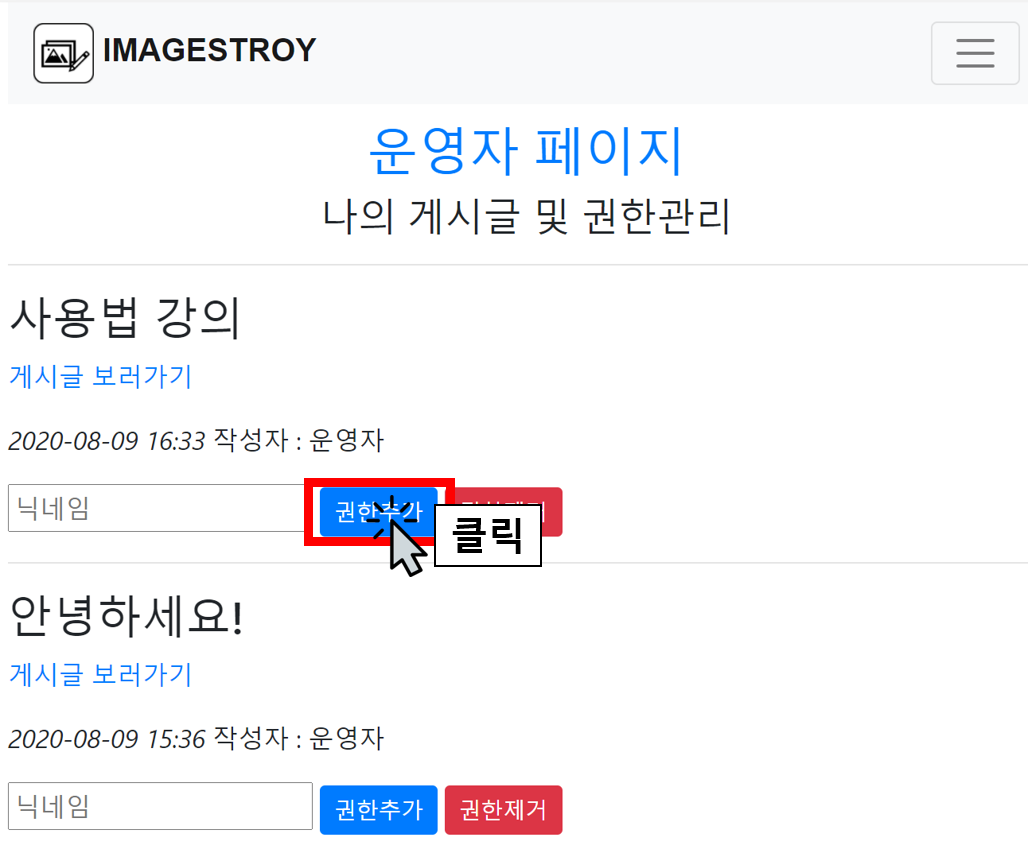 IMAGESTROY
운영자 페이지
나의 게시글 및 권한관리
사용법 강의
게시글 보러가기
2020-08-09 16:33 작성자 : 운영자
닉네임 권한추가
클릭
안녕하세요!
게시글 보러가기
2020-08-09 15:36 작성자 : 운영자
닉네임 권한추가 권한제거